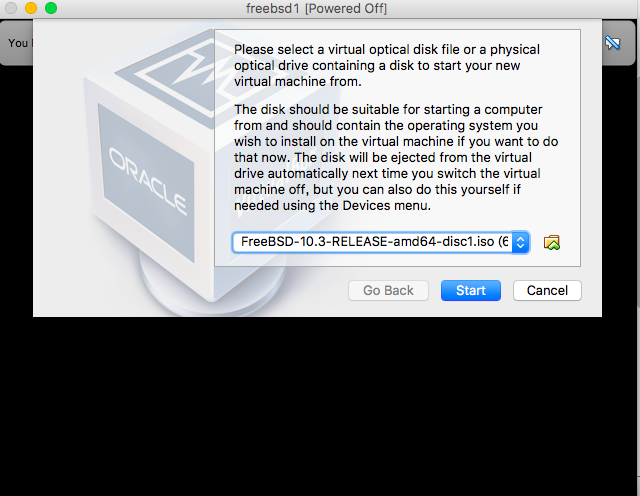 freebsd1 [Powered Off]
You
Please select a virtual optical disk file or a physical
optical drive containing a disk to start your new
virtual machine from.
The disk should be suitable for starting a computer
from and should contain the operating system you
wish to install on the virtual machine if you want to do
that now. The disk will be ejected from the virtual
drive automatically next time you switch the virtual
machine off, but you can also do this yourself if
needed using the Devices menu.
ORACLE
FreeBSD-10.3-RELEASE-amd64-disc1.iso (6
Go Back
Start
Cancel